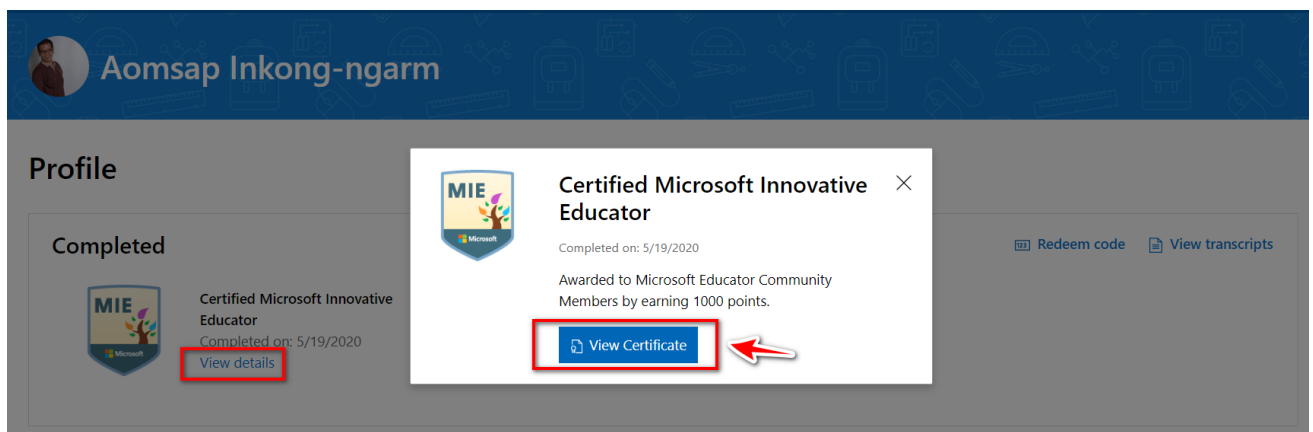 Aomsap Inkong-ngarm
Profile
Completed
MIE
Microsoft
Certified Microsoft Innovative
Educator
Completed on: 5/19/2020
View details
MIE
Microsoft
Certified Microsoft Innovative
Educator
Completed on: 5/19/2020
Awarded to Microsoft Educator Community
Members by earning 1000 points.
View Certificate
123 Redeem code
View transcripts